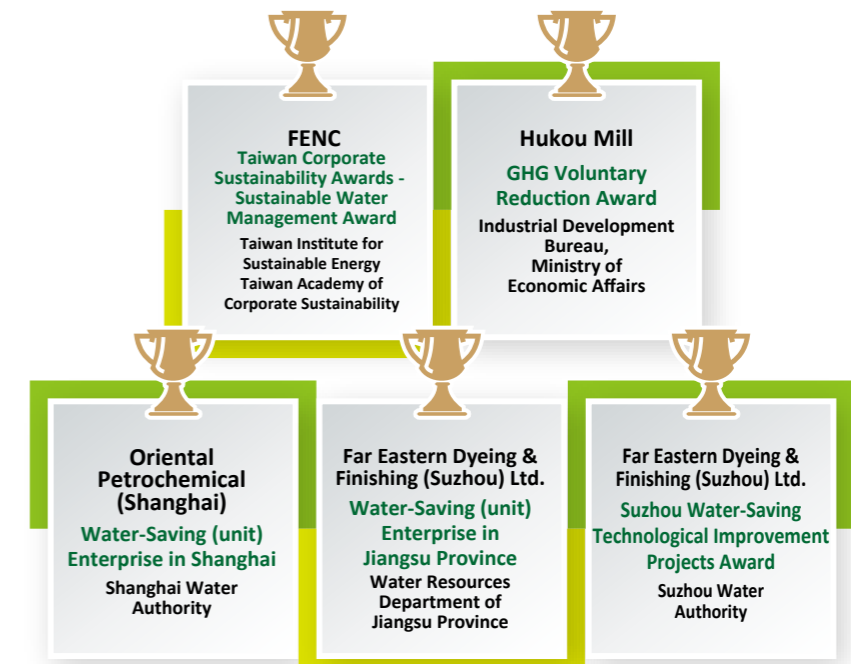 FENC
Taiwan Corporate
Sustainability Awards -
Sustainable Water
Management Award
Taiwan Institute for
Sustainable Energy
Taiwan Academy of
Corporate Sustainability
Hukou Mill
GHG Voluntary
Reduction Award
Industrial Development
Bureau,
Ministry of
Economic Affairs
Oriental
Petrochemical
(Shanghai)
Water-Saving (unit)
Enterprise in Shanghai
Shanghai Water
Authority
Far Eastern Dyeing &
Finishing (Suzhou) Ltd.
Water-Saving (unit)
Enterprise in
Jiangsu Province
Water Resources
Department of
Jiangsu Province
Far Eastern Dyeing &
Finishing (Suzhou) Ltd.
Suzhou Water-Saving
Technological Improvement
Projects Award
Suzhou Water
Authority